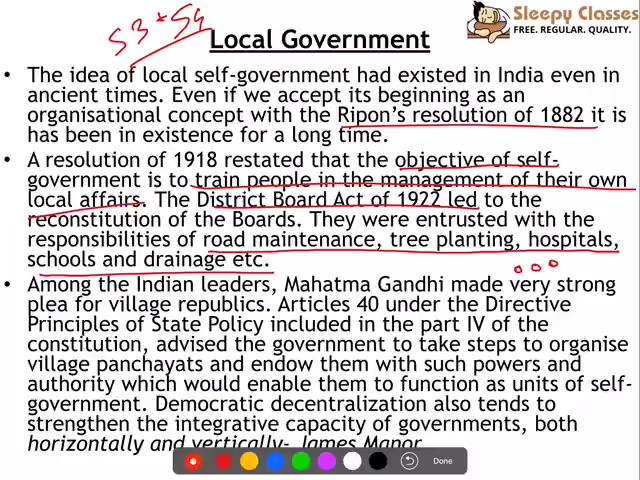 53 * 54
Local Government
Sleepy Classes
FREE. REGULAR. QUALITY.
• The idea of local self-government had existed in India even in
ancient times. Even if we accept its beginning as an
organisational concept with the Ripon's resolution of 1882 it is
has been in existence for a long time.
• A resolution of 1918 restated that the objective of self-
government is to train people in the management of their own
local affairs. The District Board Act of 1922 led to the
reconstitution of the Boards. They were entrusted with the
responsibilities of road maintenance, tree planting, hospitals,
schools and drainage etc.
• Among the Indian leaders, Mahatma Gandhi made very strong
plea for village republics. Articles 40 under the Directive
Principles of State Policy included in the part IV of the
constitution, advised the government to take steps to organise
village panchayats and endow them with such powers and
authority which would enable them to function as units of self-
government. Democratic decentralization also tends to
strengthen the integrative capacity of governments, both
horizontally and vertically- James Manor
Done